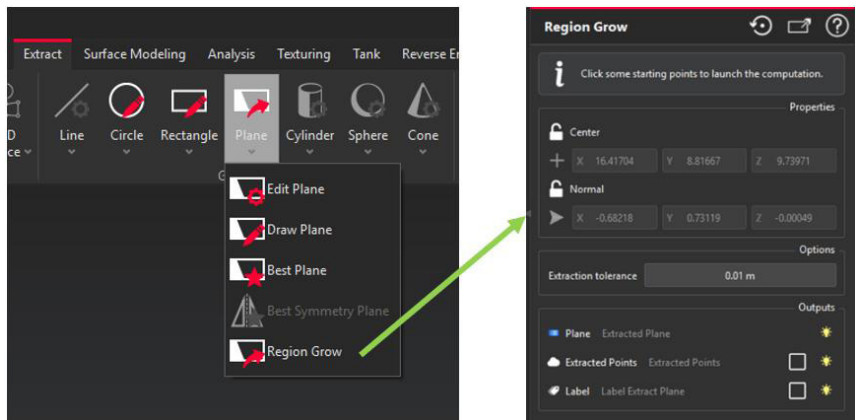 Extract Surface Modeling Analysis Texturing Tank Reverse E
D Line Circle Rectangle Plane Cylinder Sphere Cone
ce
G
Edit Plane
Draw Plane
Best Plane
Best Symmetry Plane
Region Grow
Region Grow
Click some starting points to launch the computation.
Properties
Center
X 16.41704 Y 8.81667 Z 9.73971
Normal
X -0.68218 Y 0.73119 Z -0.00049
Options
Extraction tolerance 0.01 m
Outputs
Plane Extracted Plane
Extracted Points Extracted Points
Label Label Extract Plane